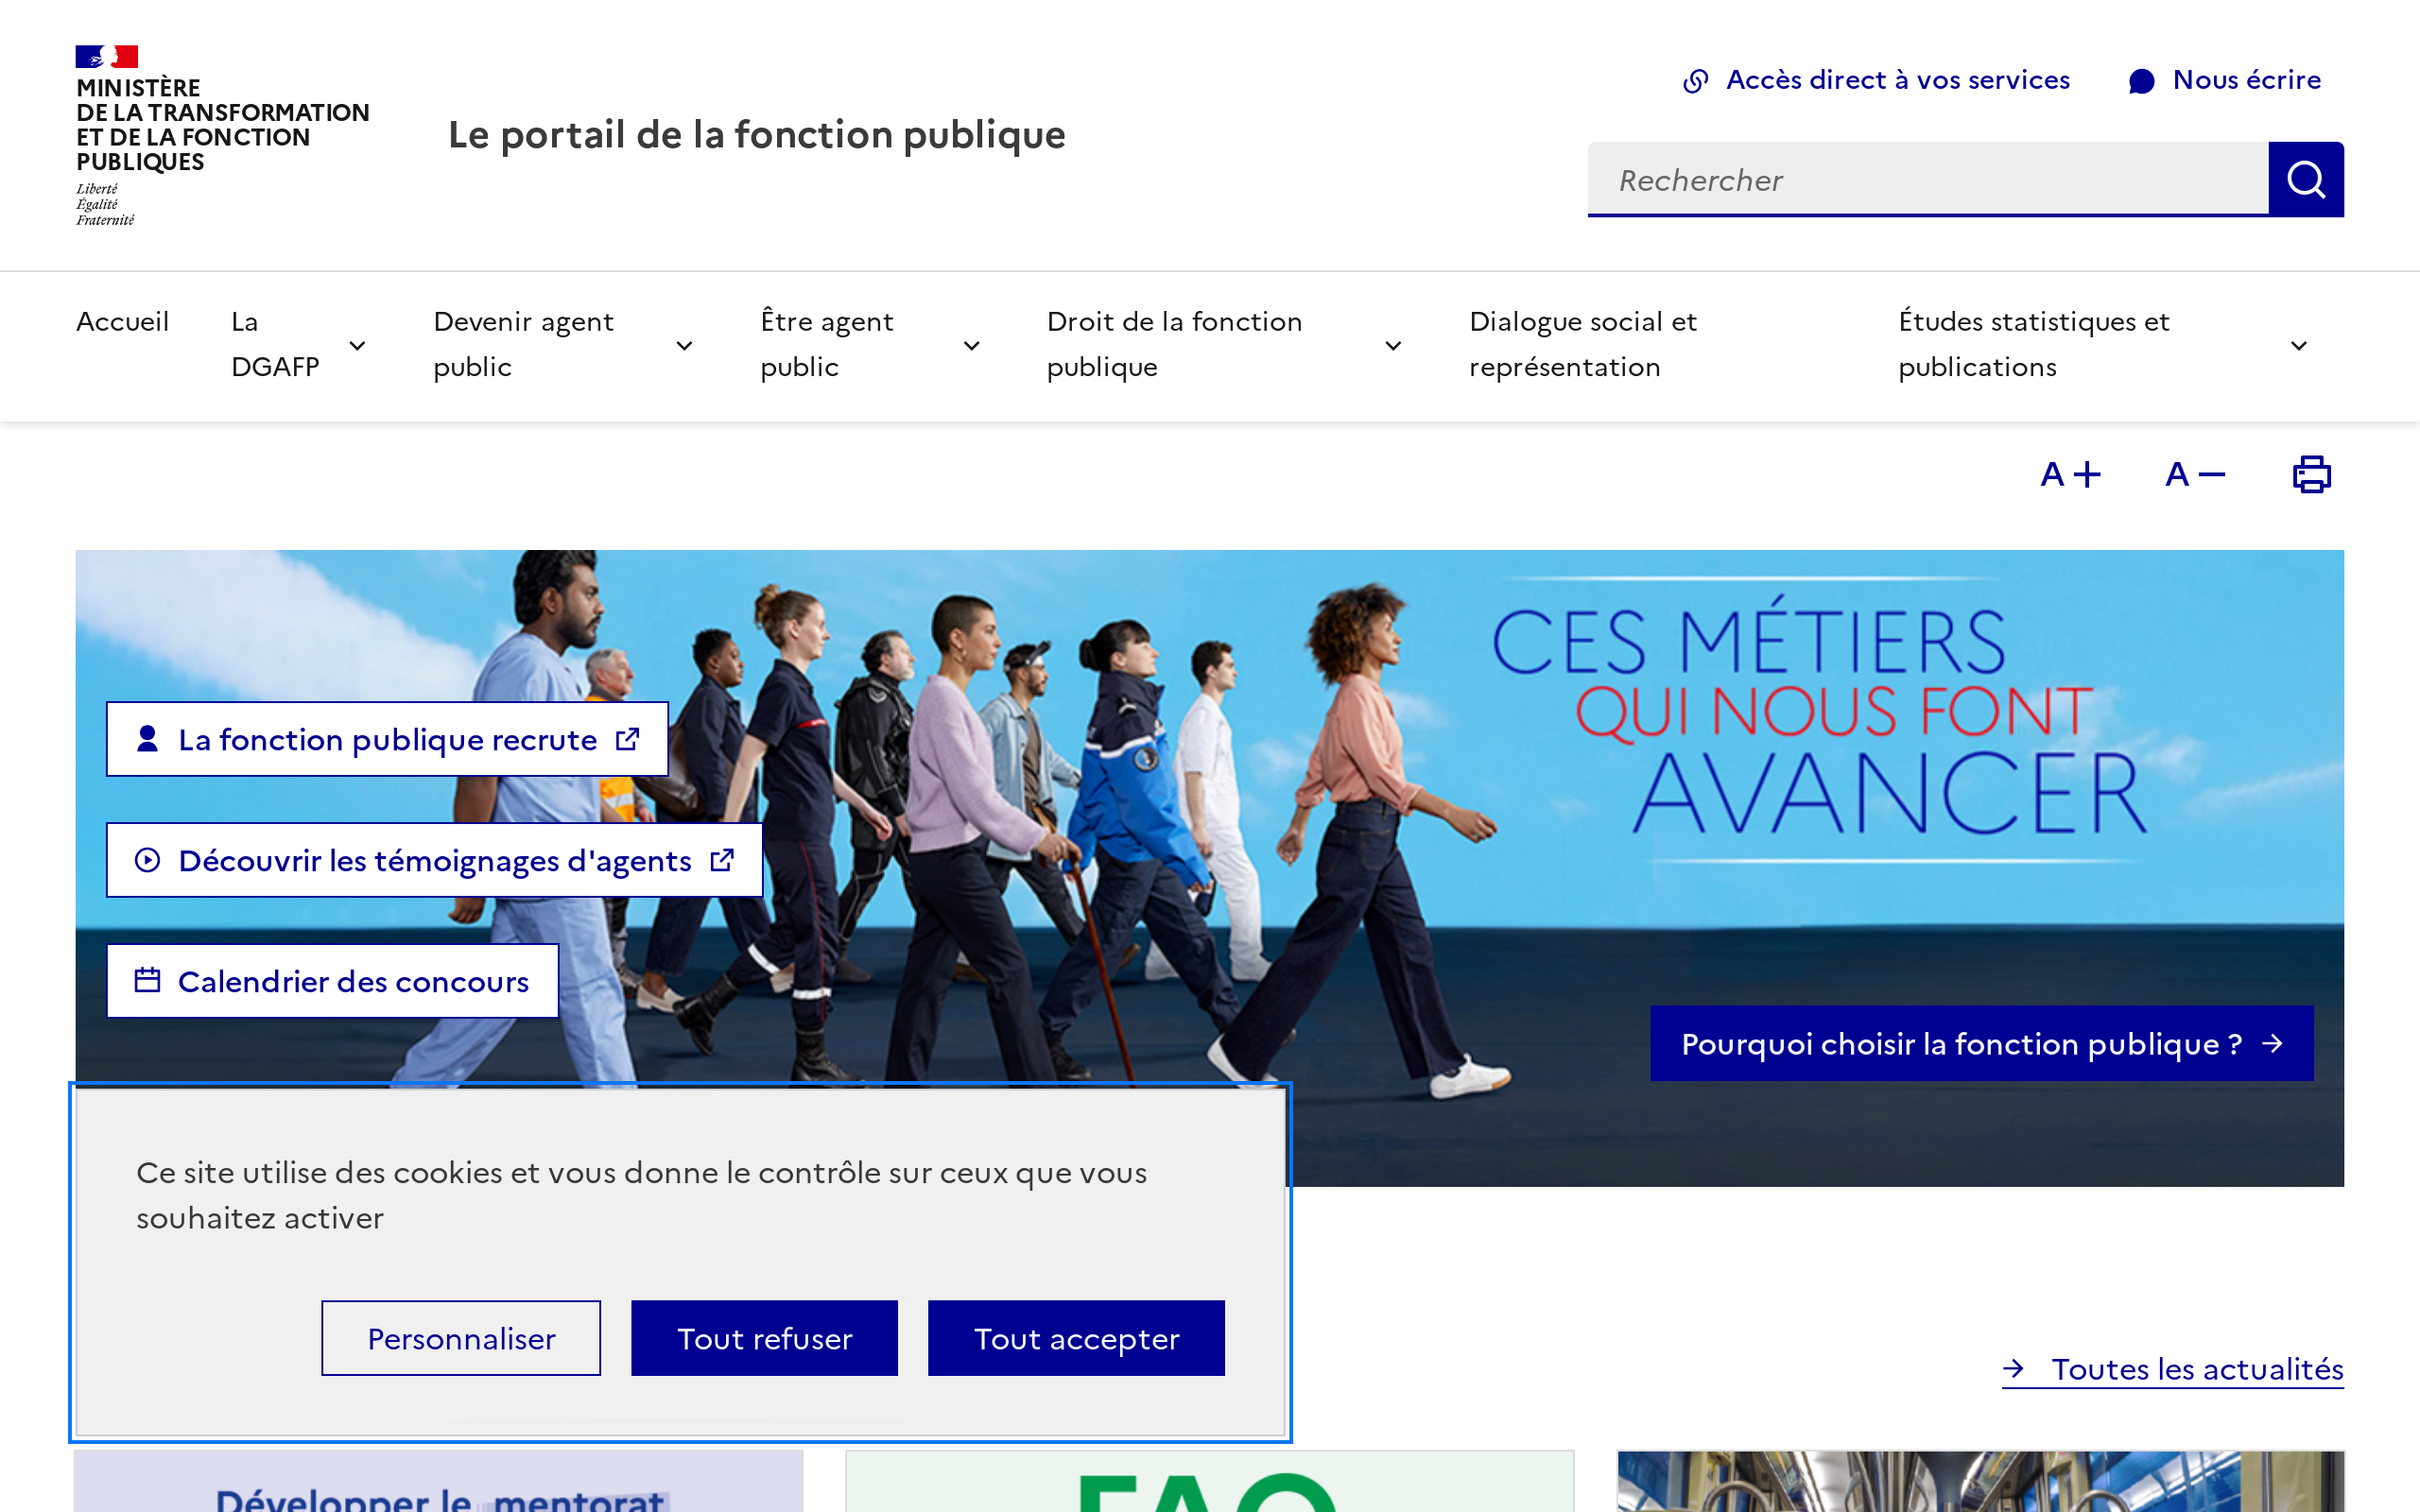 MINISTÈRE
DE LA TRANSFORMATION
ET DE LA FONCTION
PUBLIQUES
Liberté
Égalité
Fraternité
Le portail de la fonction publique
Accès direct à vos services
Nous écrire
Rechercher
Accueil
La
DGAFP
Devenir agent
public
Être agent
public
Droit de la fonction
publique
Dialogue social et
représentation
Études statistiques et
publications
A+
A−
CES MÉTIERS
QUI NOUS FONT
AVANCER
La fonction publique recrute
Découvrir les témoignages d'agents
Calendrier des concours
Pourquoi choisir la fonction publique ?
Ce site utilise des cookies et vous donne le contrôle sur ceux que vous
souhaitez activer
Personnaliser
Tout refuser
Tout accepter
Toutes les actualités
Développer le mentorat
FAQ